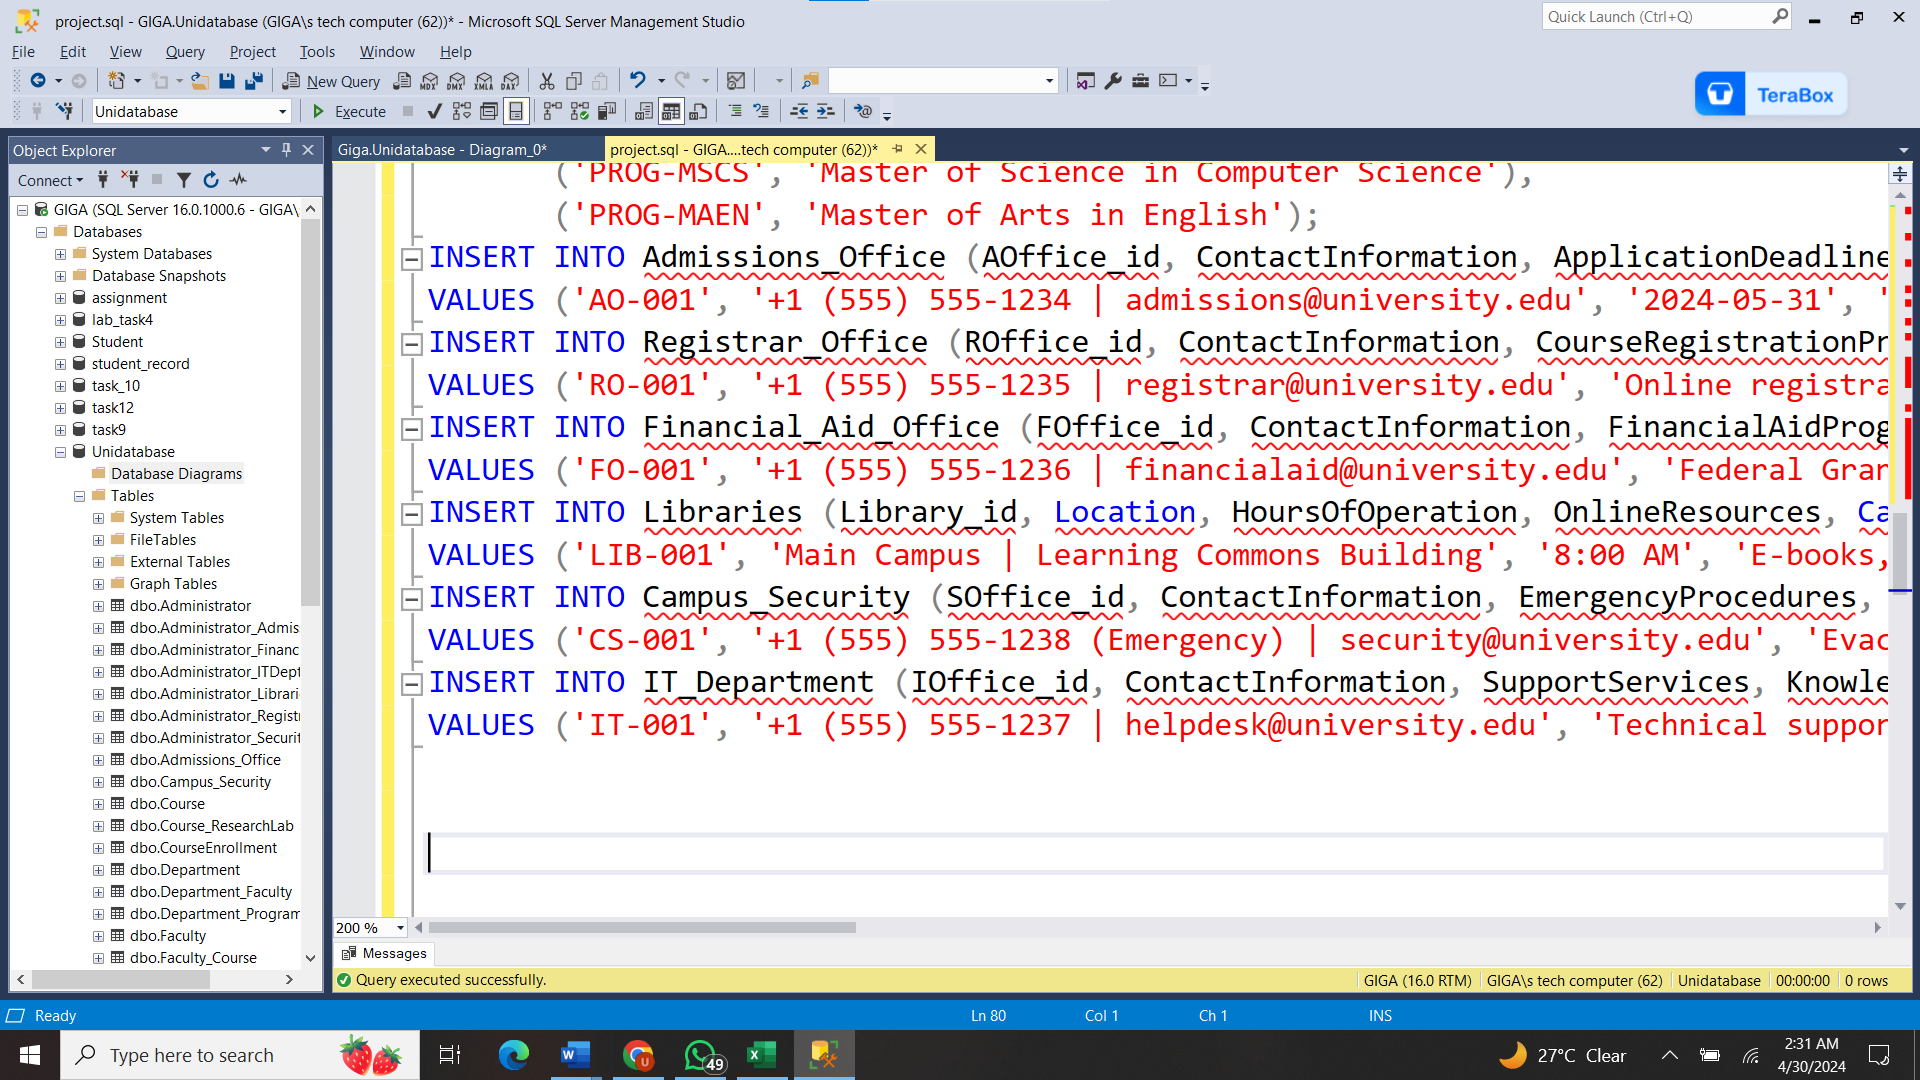 project.sql - GIGA.Unidatabase (GIGA\s tech computer (62))* - Microsoft SQL Server Management Studio
Quick Launch (Ctrl+Q)
File Edit View Query Project Tools Window Help
New Query
MDX DMX XMLA DAX
TeraBox
Unidatabase
Execute
Object Explorer
Giga.Unidatabase - Diagram_0*
project.sql - GIGA....tech computer (62))*
Connect
GIGA (SQL Server 16.0.1000.6 - GIGA\
Databases
System Databases
Database Snapshots
assignment
lab_task4
Student
student_record
task_10
task12
task9
Unidatabase
Database Diagrams
Tables
System Tables
FileTables
External Tables
Graph Tables
dbo.Administrator
dbo.Administrator_Admis
dbo.Administrator_Financ
dbo.Administrator_ITDept
dbo.Administrator_Librari
dbo.Administrator_Registr
dbo.Administrator_Securit
dbo.Admissions_Office
dbo.Campus_Security
dbo.Course
dbo.Course_ResearchLab
dbo.CourseEnrollment
dbo.Department
dbo.Department_Faculty
dbo.Department_Program
dbo.Faculty
dbo.Faculty_Course
('PROG-MSCS', 'Master of Science in Computer Science'),
('PROG-MAEN', 'Master of Arts in English');
INSERT INTO Admissions_Office (AOffice_id, ContactInformation, ApplicationDeadline
VALUES ('AO-001', '+1 (555) 555-1234 | admissions@university.edu', '2024-05-31', '
INSERT INTO Registrar_Office (ROffice_id, ContactInformation, CourseRegistrationPr
VALUES ('RO-001', '+1 (555) 555-1235 | registrar@university.edu', 'Online registra
INSERT INTO Financial_Aid_Office (FOffice_id, ContactInformation, FinancialAidProg
VALUES ('FO-001', '+1 (555) 555-1236 | financialaid@university.edu', 'Federal Gran
INSERT INTO Libraries (Library_id, Location, HoursOfOperation, OnlineResources, Ca
VALUES ('LIB-001', 'Main Campus | Learning Commons Building', '8:00 AM', 'E-books,
INSERT INTO Campus_Security (SOffice_id, ContactInformation, EmergencyProcedures,
VALUES ('CS-001', '+1 (555) 555-1238 (Emergency) | security@university.edu', 'Evac
INSERT INTO IT_Department (IOffice_id, ContactInformation, SupportServices, Knowle
VALUES ('IT-001', '+1 (555) 555-1237 | helpdesk@university.edu', 'Technical suppor
200 %
Messages
Query executed successfully.
GIGA (16.0 RTM) GIGA\s tech computer (62) Unidatabase 00:00:00 0 rows
Ready
Ln 80 Col 1 Ch 1 INS
Type here to search
49
27°C Clear
2:31 AM
4/30/2024